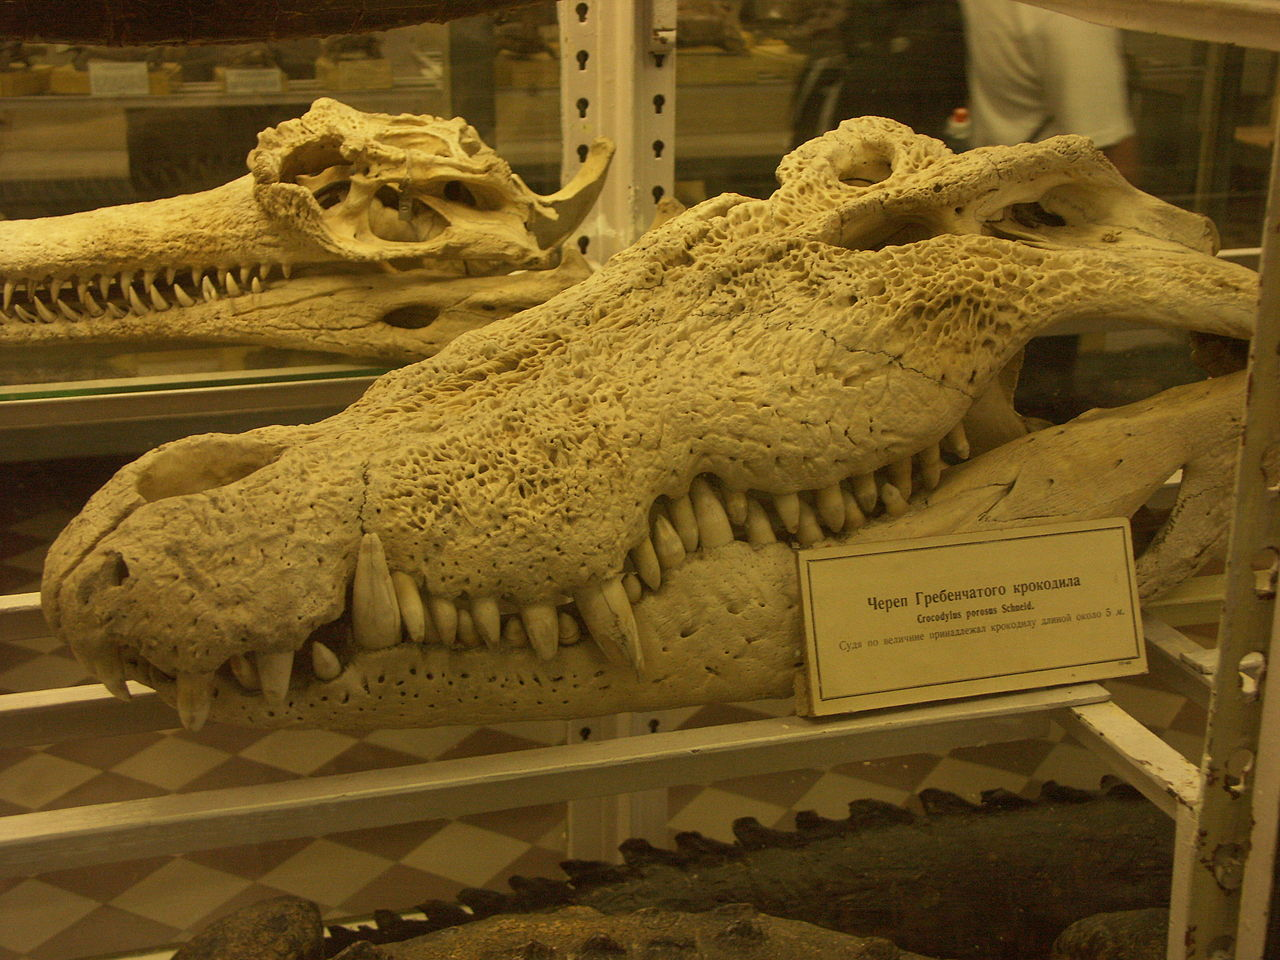 Череп Гребенчатого крокодила
Crocodylus porosus Schneid.
Судя по величине принадлежал крокодилу длиной около 5 м.